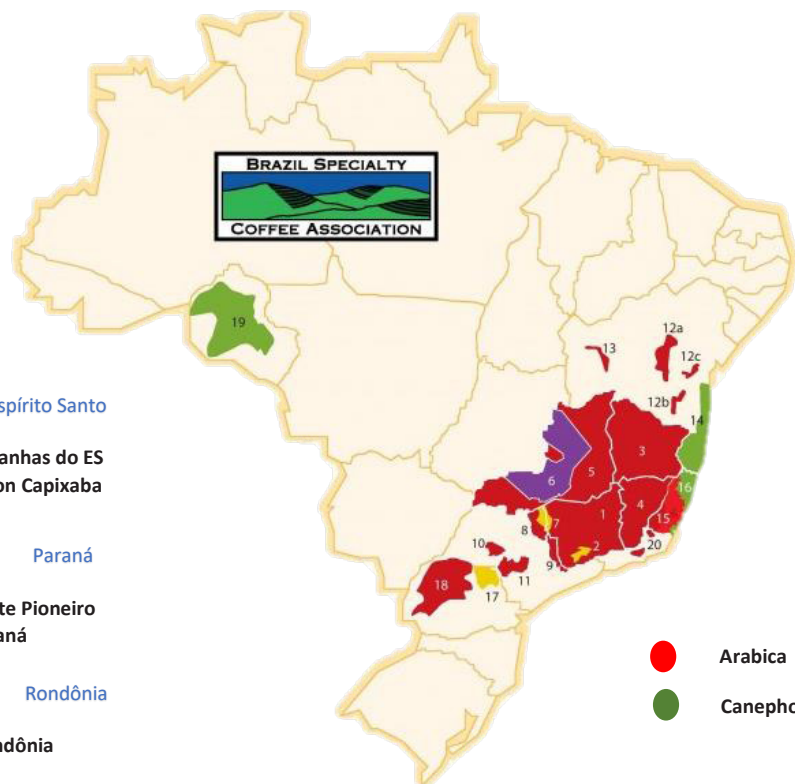 BRAZIL SPECIALTY
COFFEE ASSOCIATION
19
13
12a
12c
12b
14
3
5
6
16
1
4
15
7
8
2
20
10
9
11
18
17
spírito Santo
anhas do ES
on Capixaba
Paraná
te Pioneiro
aná
Rondônia
ndônia
Arabica
Canepho